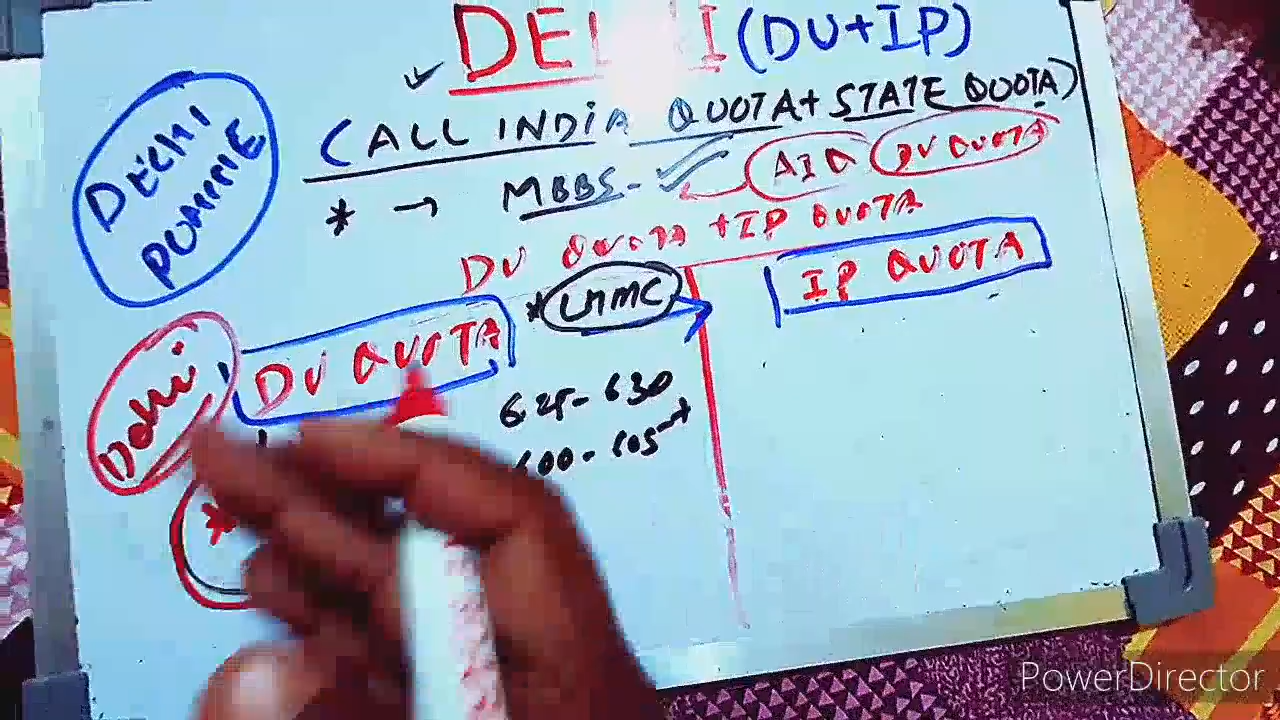 DELHI (DU+IP)
(ALL INDIA QUOTA + STATE QUOTA)
* → MBBS - AIQ DU QUOTA
DU QUOTA + IP QUOTA
DELHI
DOMICILE
* LHMC
IP QUOTA
Delhi
DU QUOTA
625 - 630
600 - 605
*
PowerDirector